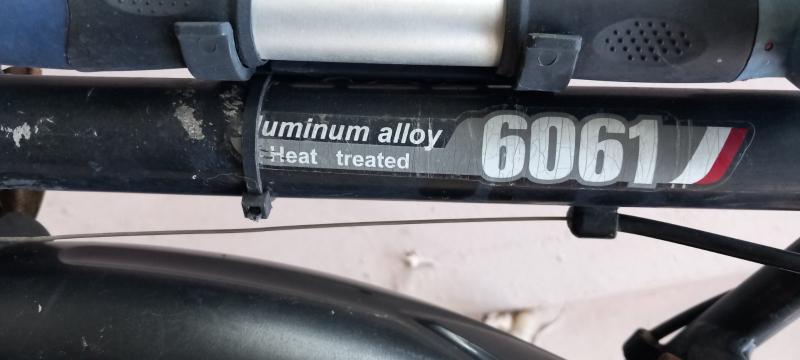 luminum alloy
Heat treated
6061